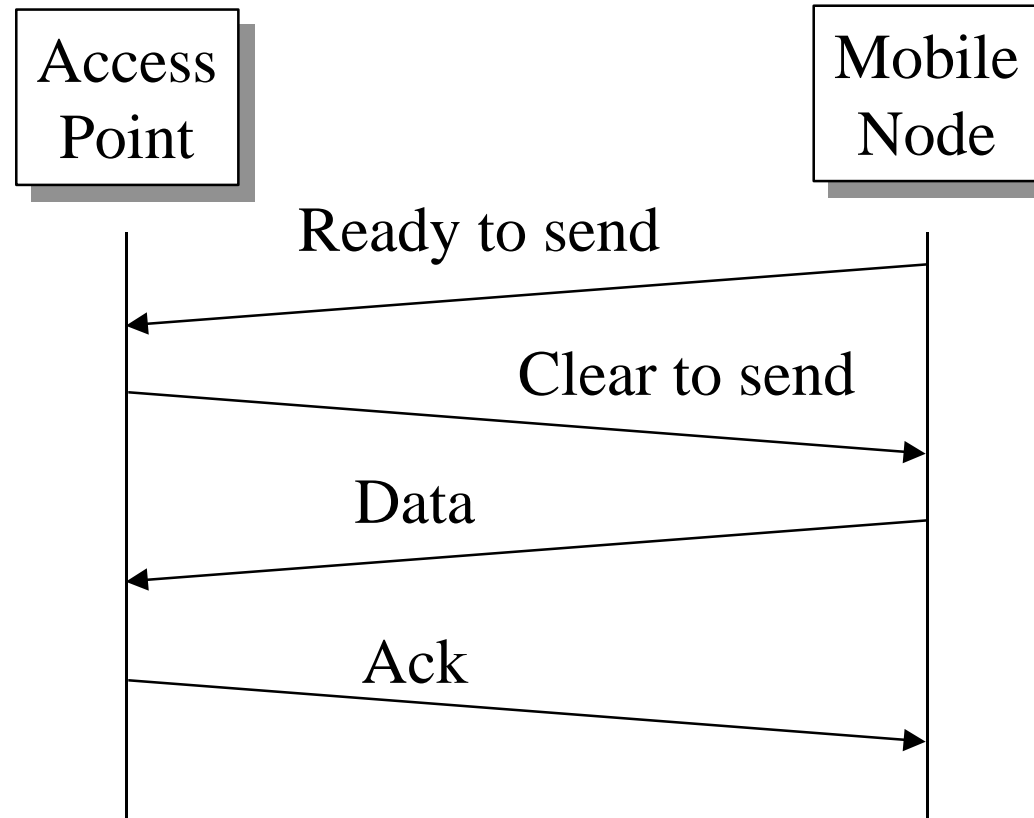 Access
Point
Mobile
Node
Ready to send
Clear to send
Data
Ack